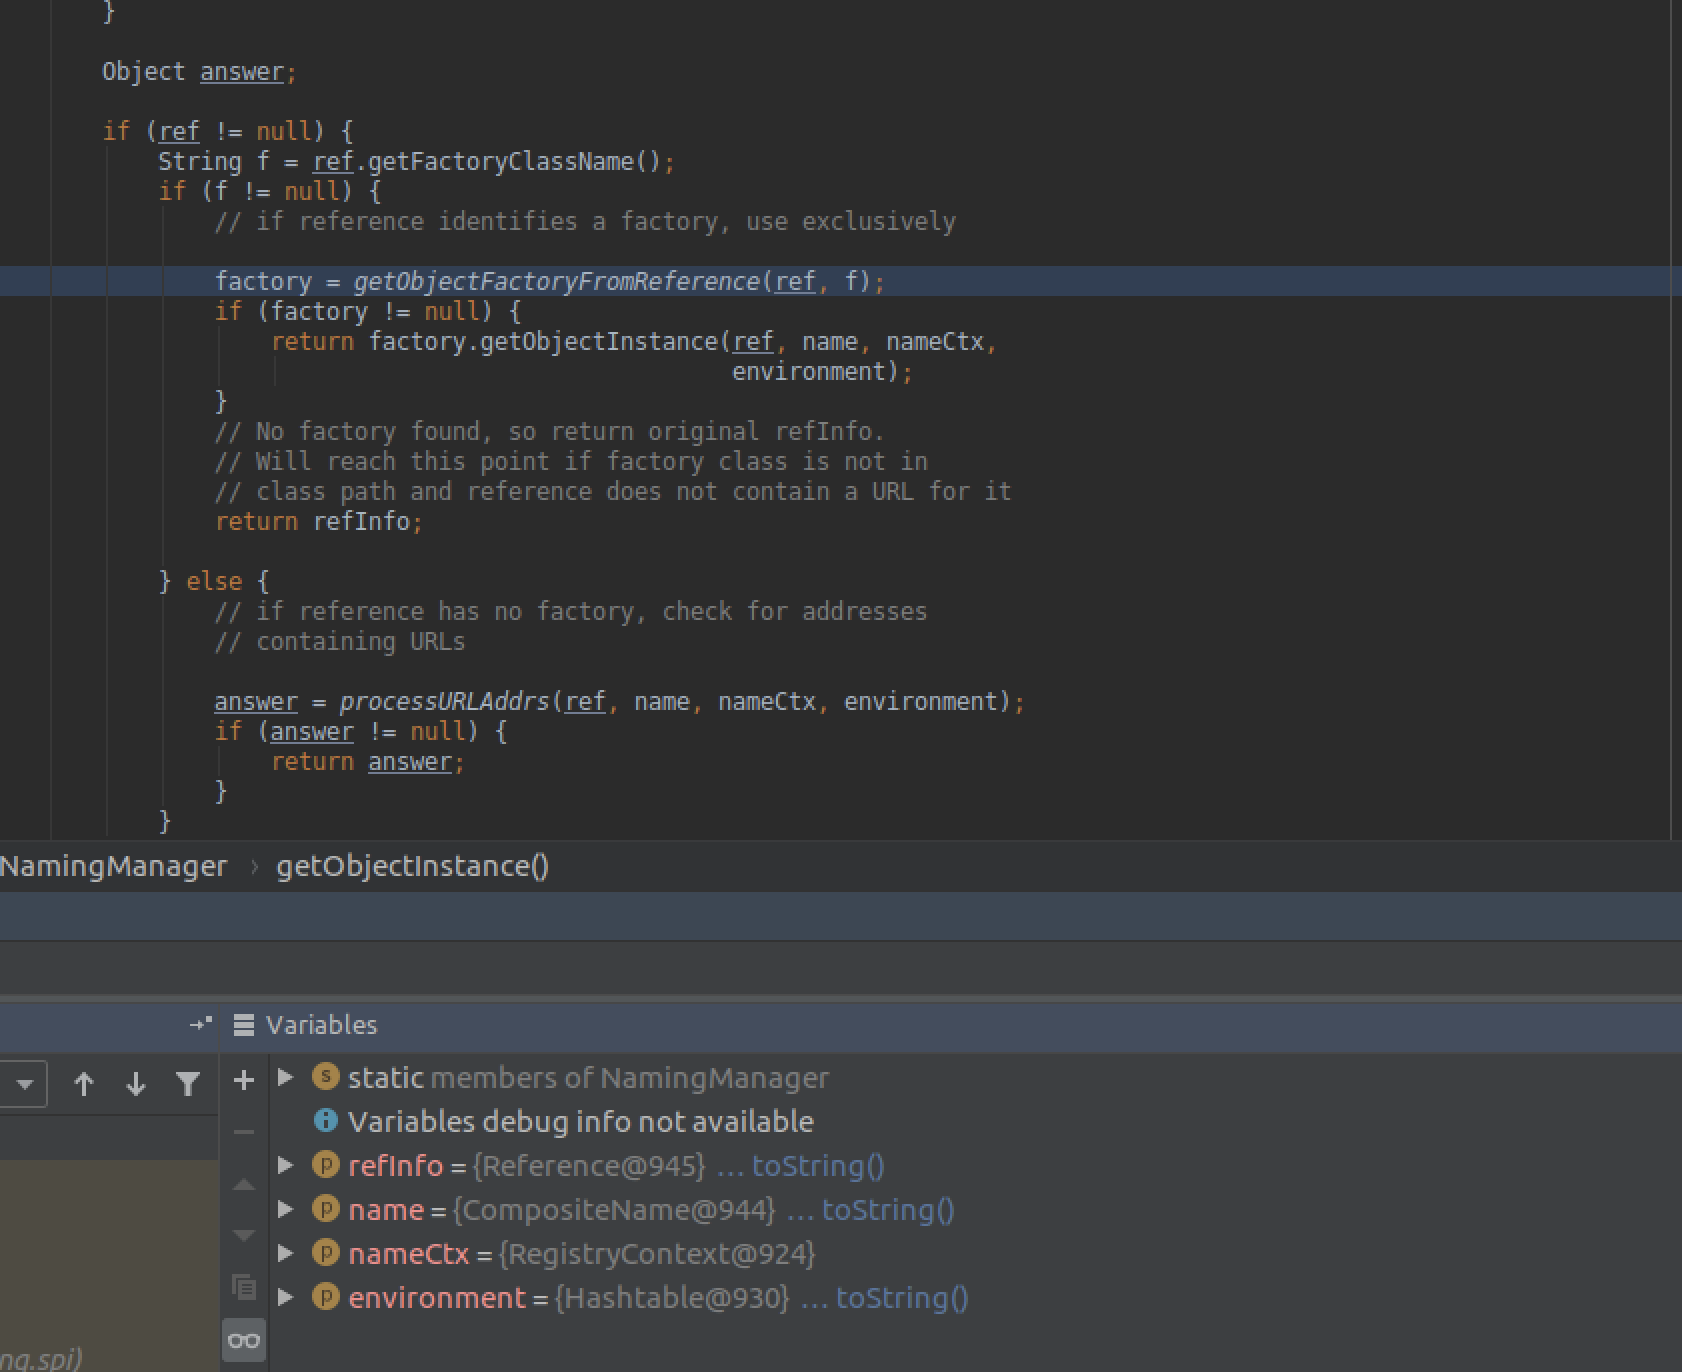 }
Object answer;
if (ref != null) {
String f = ref.getFactoryClassName();
if (f != null) {
// if reference identifies a factory, use exclusively
factory = getObjectFactoryFromReference(ref, f);
if (factory != null) {
return factory.getObjectInstance(ref, name, nameCtx,
environment);
}
// No factory found, so return original refInfo.
// Will reach this point if factory class is not in
// class path and reference does not contain a URL for it
return refInfo;
} else {
// if reference has no factory, check for addresses
// containing URLs
answer = processURLAddrs(ref, name, nameCtx, environment);
if (answer != null) {
return answer;
}
}
NamingManager › getObjectInstance()
Variables
static members of NamingManager
Variables debug info not available
refInfo = {Reference@945} ... toString()
name = {CompositeName@944} ... toString()
nameCtx = {RegistryContext@924}
environment = {Hashtable@930} ... toString()
ng.spi)